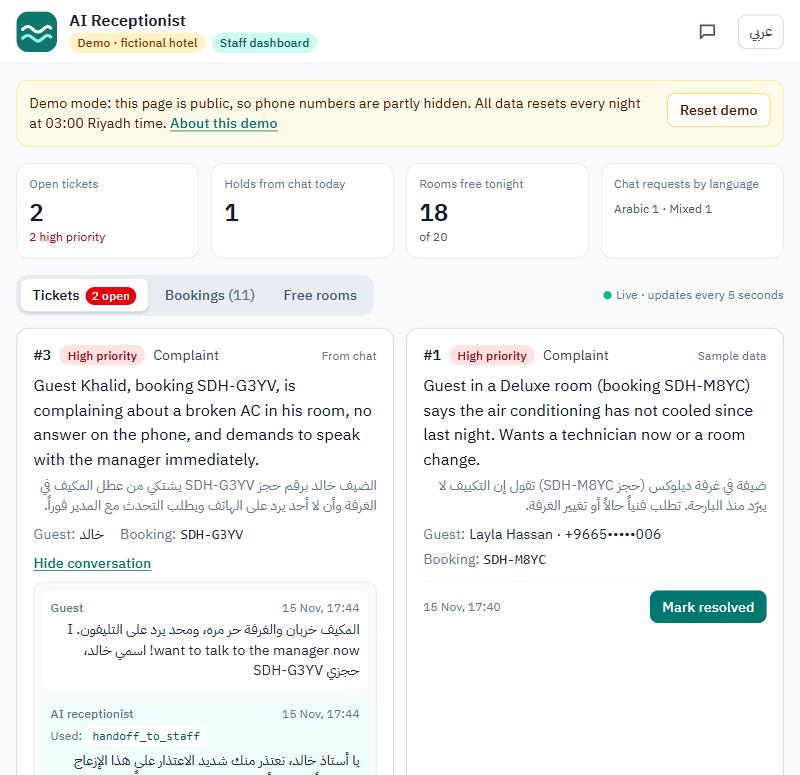 AI Receptionist
Demo · fictional hotel
Staff dashboard
عربي
Demo mode: this page is public, so phone numbers are partly hidden. All data resets every night
at 03:00 Riyadh time. About this demo
Reset demo
Open tickets
2
2 high priority
Holds from chat today
1
Rooms free tonight
18
of 20
Chat requests by language
Arabic 1 · Mixed 1
Tickets 2 open
Bookings (11)
Free rooms
Live · updates every 5 seconds
#3 High priority Complaint From chat
Guest Khalid, booking SDH-G3YV, is
complaining about a broken AC in his room, no
answer on the phone, and demands to speak
with the manager immediately.
الضيف خالد برقم حجز SDH-G3YV يشتكي من عطل المكيف في
الغرفة وأن لا أحد يرد على الهاتف ويطلب التحدث مع المدير فوراً.
Guest: خالد Booking: SDH-G3YV
Hide conversation
Guest 15 Nov, 17:44
المكيف خربان والغرفة حر مره، ومحد يرد على التليفون. I
want to talk to the manager now! اسمي خالد،
حجزي SDH-G3YV
AI receptionist 15 Nov, 17:44
Used: handoff_to_staff
يا أستاذ خالد، نعتذر منك شديد الاعتذار على هذا الإزعاج
#1 High priority Complaint Sample data
Guest in a Deluxe room (booking SDH-M8YC)
says the air conditioning has not cooled since
last night. Wants a technician now or a room
change.
ضيفة في غرفة ديلوكس (حجز SDH-M8YC) تقول إن التكييف لا
يبرّد منذ البارحة. تطلب فنياً حالاً أو تغيير الغرفة.
Guest: Layla Hassan · +9665•••••006
Booking: SDH-M8YC
15 Nov, 17:40
Mark resolved